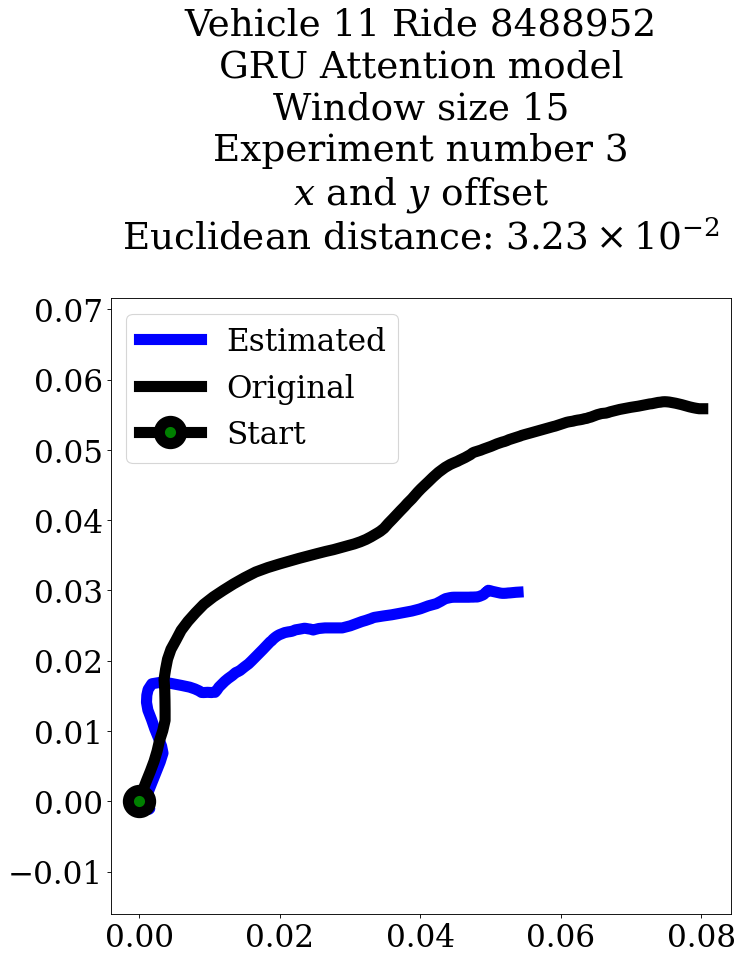 Vehicle 11 Ride 8488952
GRU Attention model
Window size 15
Experiment number 3
x and y offset
Euclidean distance: 3.23 × 10⁻²
0.07
0.06
0.05
0.04
0.03
0.02
0.01
0.00
−0.01
Estimated
Original
Start
0.00 0.02 0.04 0.06 0.08